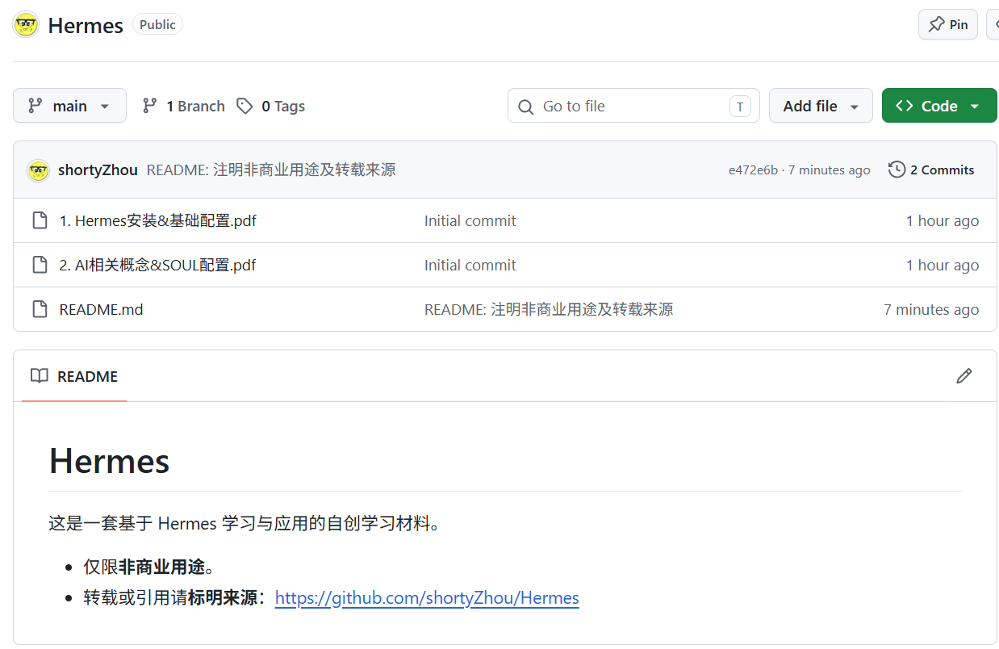 Hermes Public Pin
main 1 Branch 0 Tags Go to file T Add file Code
shortyZhou README: 注明非商业用途及转载来源 e472e6b · 7 minutes ago 2 Commits
1. Hermes安装&基础配置.pdf Initial commit 1 hour ago
2. AI相关概念&SOUL配置.pdf Initial commit 1 hour ago
README.md README: 注明非商业用途及转载来源 7 minutes ago
README
Hermes
这是一套基于 Hermes 学习与应用的自创学习材料。
• 仅限非商业用途。
• 转载或引用请标明来源：https://github.com/shortyZhou/Hermes